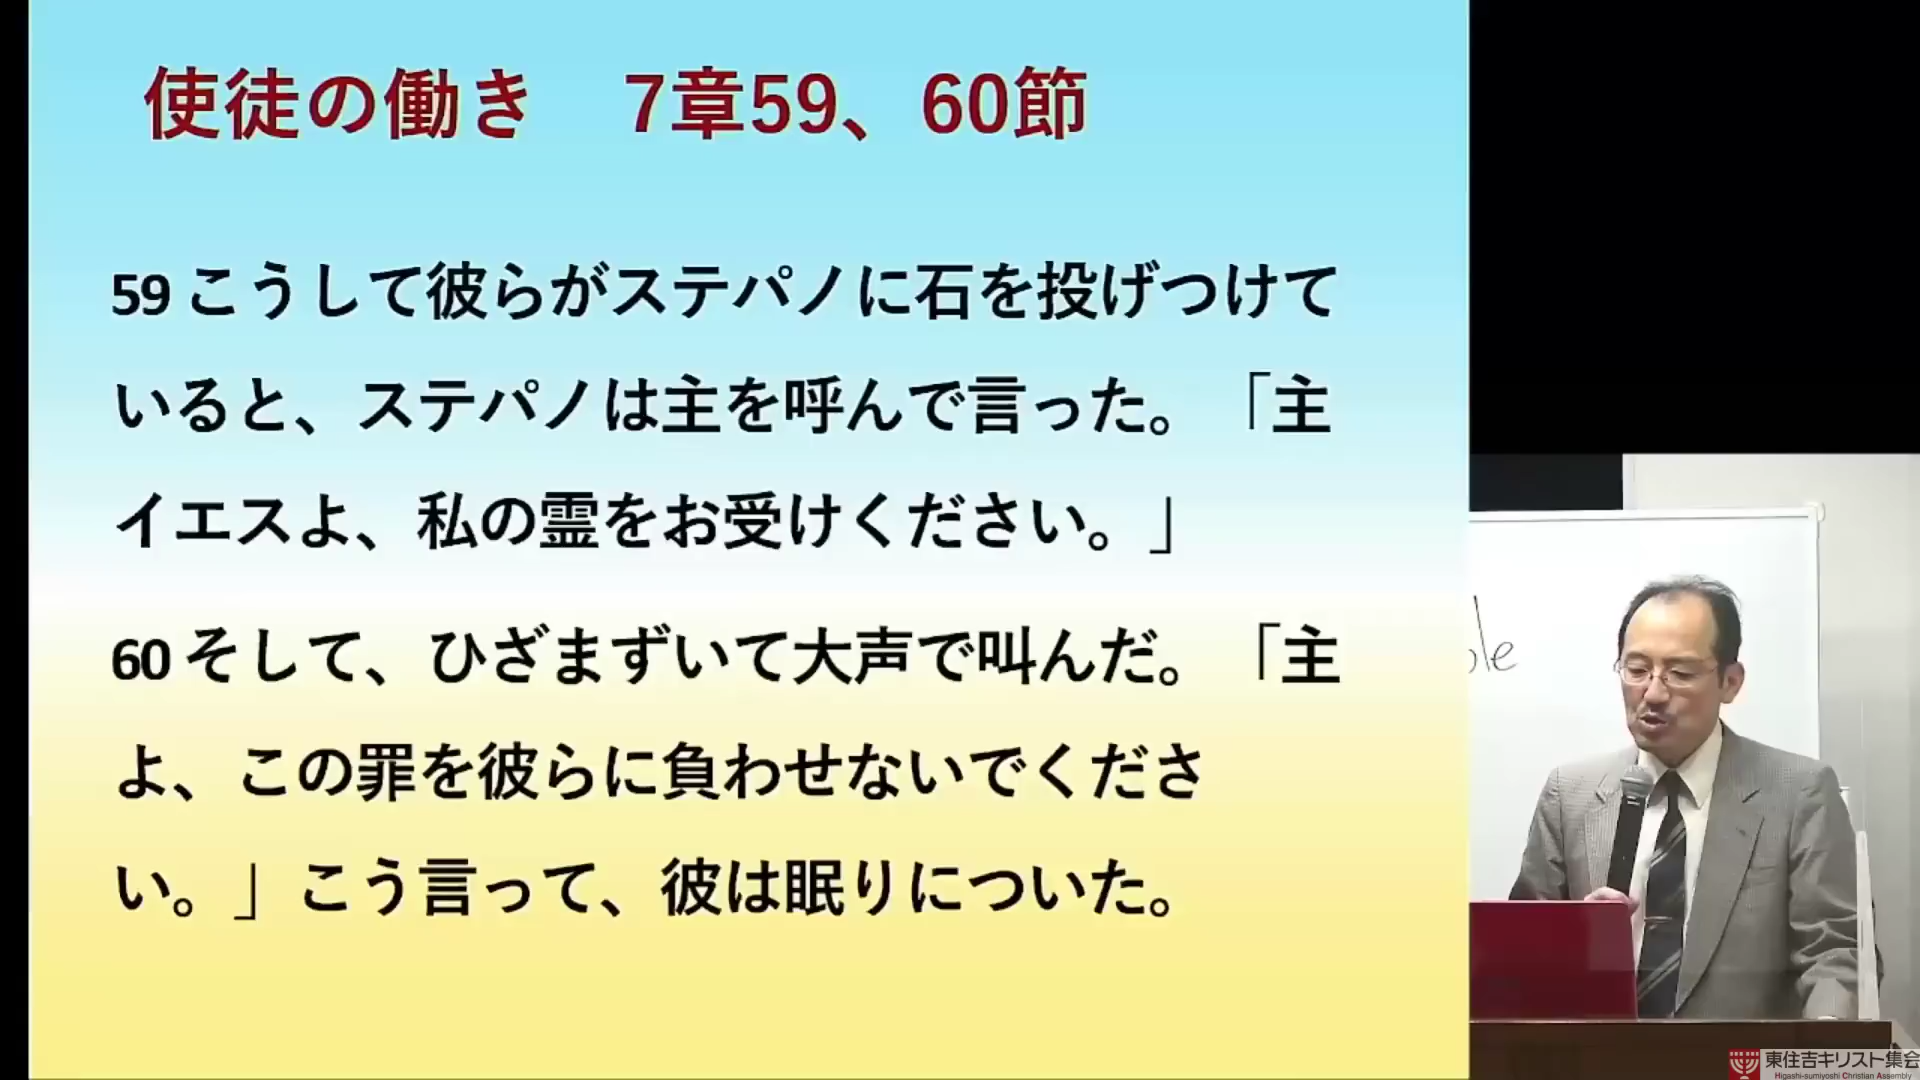 使徒の働き　7章59、60節
59 こうして彼らがステパノに石を投げつけて
いると、ステパノは主を呼んで言った。「主
イエスよ、私の霊をお受けください。」
60 そして、ひざまずいて大声で叫んだ。「主
よ、この罪を彼らに負わせないでくださ
い。」こう言って、彼は眠りについた。
東住吉キリスト集会
Higashi-sumiyoshi Christian Assembly